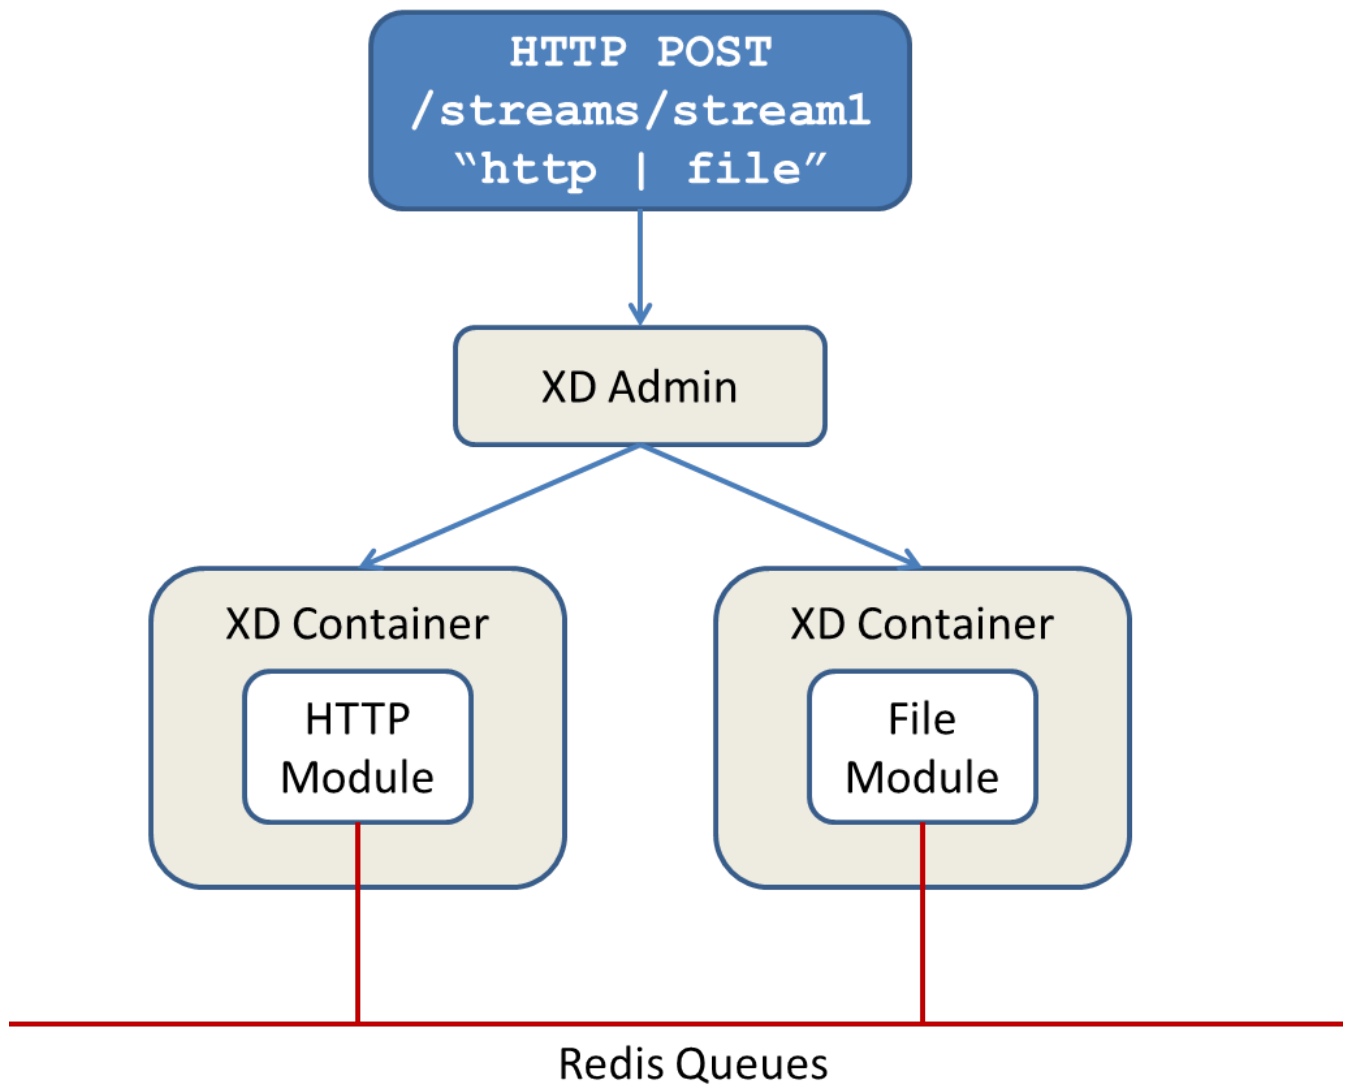 HTTP POST
/streams/stream1
“http | file”
XD Admin
XD Container
HTTP
Module
XD Container
File
Module
Redis Queues